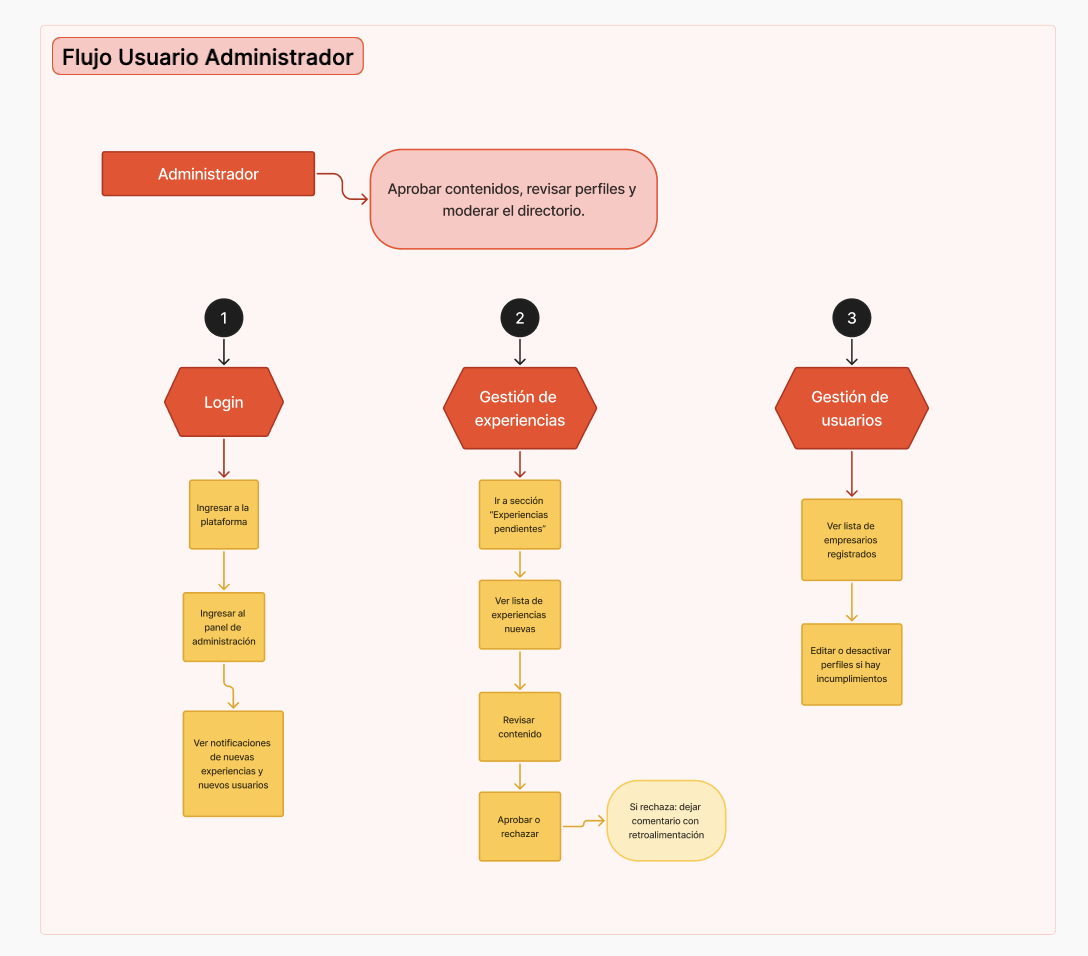 Flujo Usuario Administrador
Administrador
Aprobar contenidos, revisar perfiles y
moderar el directorio.
1
Login
Ingresar a la
plataforma
Ingresar al
panel de
administración
Ver notificaciones
de nuevas
experiencias y
nuevos usuarios
2
Gestión de
experiencias
Ir a sección
"Experiencias
pendientes"
Ver lista de
experiencias
nuevas
Revisar
contenido
Aprobar o
rechazar
Si rechaza: dejar
comentario con
retroalimentación
3
Gestión de
usuarios
Ver lista de
empresarios
registrados
Editar o desactivar
perfiles si hay
incumplimientos